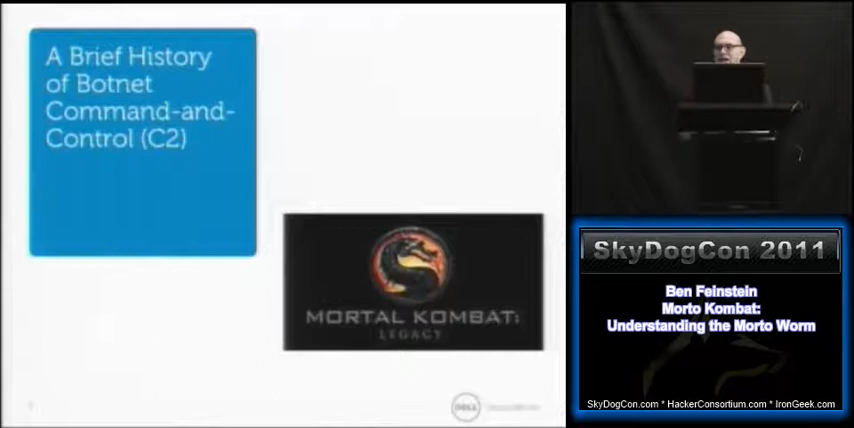 A Brief History
of Botnet
Command-and-
Control (C2)
MORTAL KOMBAT:
LEGACY
DELL
SkyDogCon 2011
Ben Feinstein
Morto Kombat:
Understanding the Morto Worm
SkyDogCon.com * HackerConsortium.com * IronGeek.com